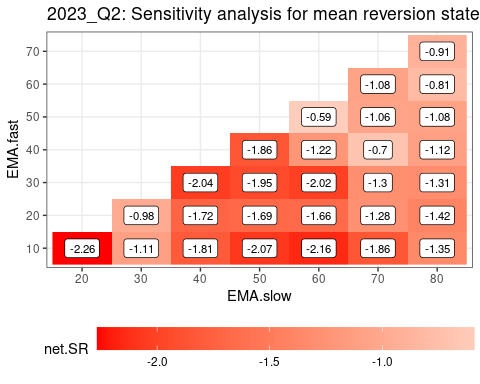 2023_Q2: Sensitivity analysis for mean reversion state
EMA.fast
70
-0.91
60
-1.08 -0.81
50
-0.59 -1.06 -1.08
40
-1.86 -1.22 -0.7 -1.12
30
-2.04 -1.95 -2.02 -1.3 -1.31
20
-0.98 -1.72 -1.69 -1.66 -1.28 -1.42
10
-2.26 -1.11 -1.81 -2.07 -2.16 -1.86 -1.35
20 30 40 50 60 70 80
EMA.slow
net.SR
-2.0 -1.5 -1.0